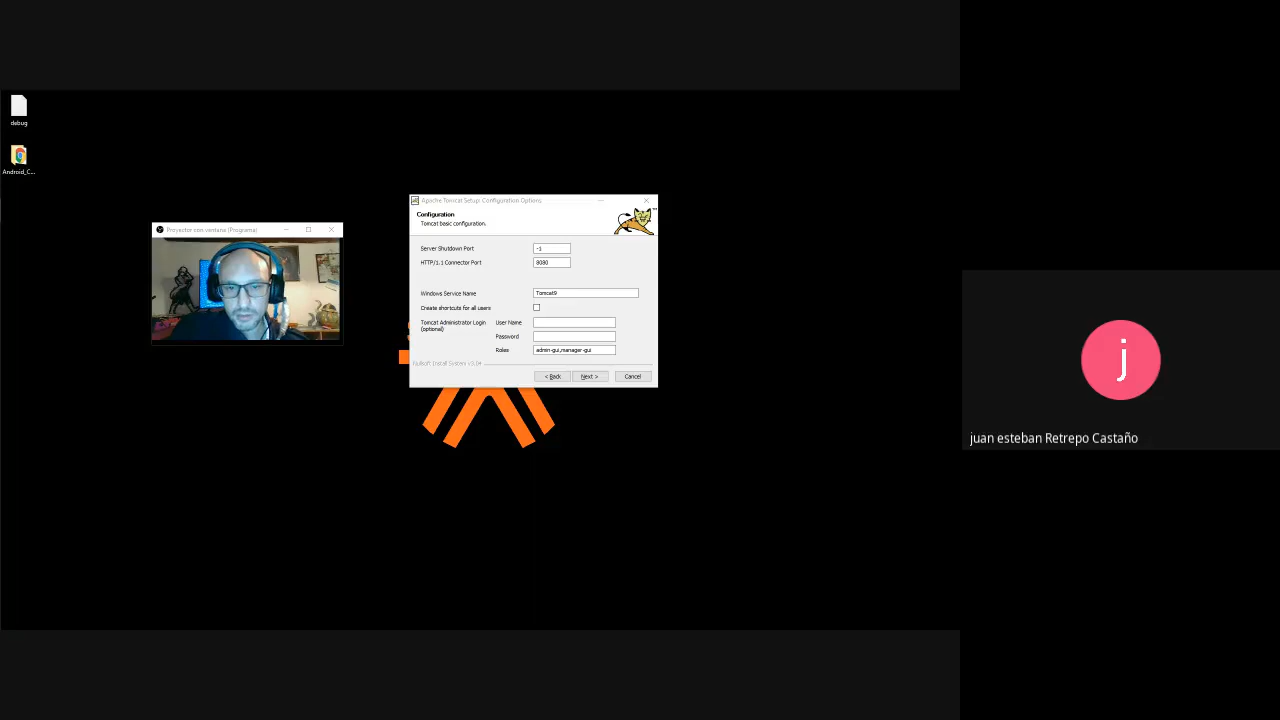 debug
Android_C...
Proyector con ventana (Programa)
Apache Tomcat Setup: Configuration Options
Configuration
Tomcat basic configuration.
Server Shutdown Port
-1
HTTP/1.1 Connector Port
8080
Windows Service Name
Tomcat9
Create shortcuts for all users
Tomcat Administrator Login
(optional)
User Name
Password
Roles
admin-gui,manager-gui
Nullsoft Install System v3.04
< Back
Next >
Cancel
j
juan esteban Retrepo Castaño